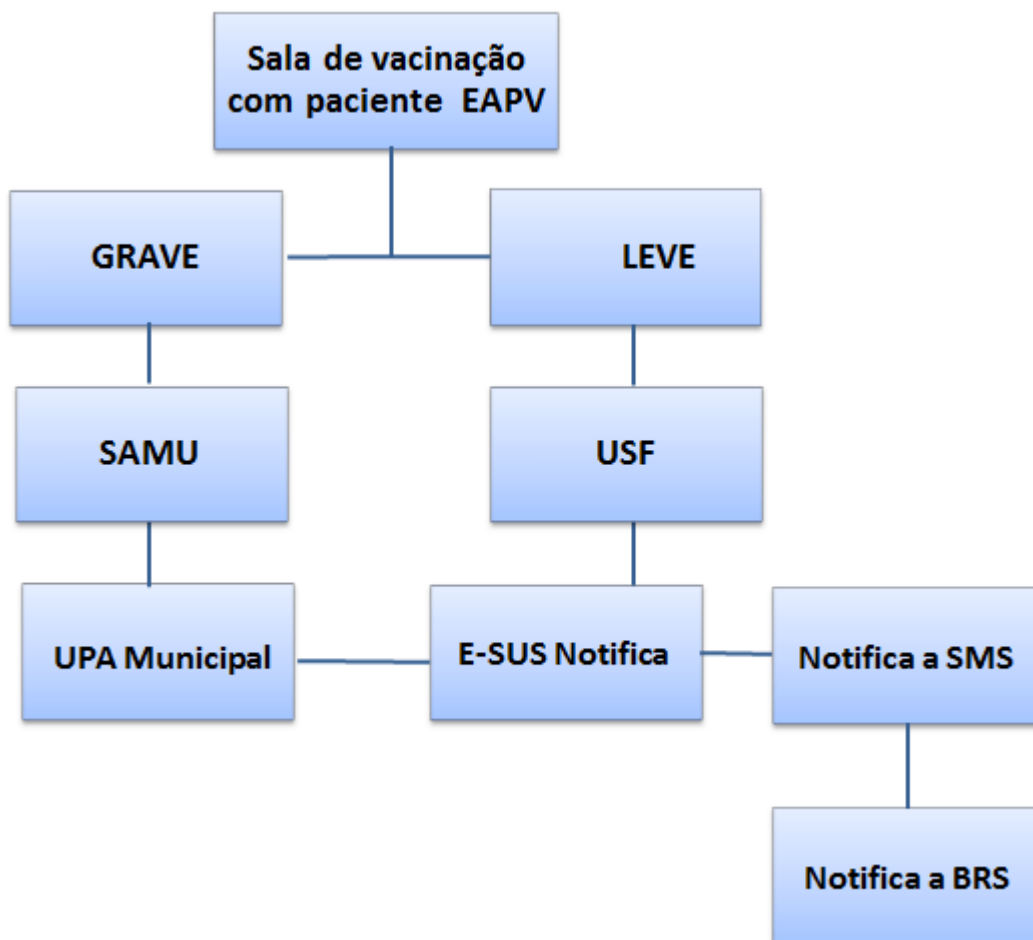 Sala de vacinação
com paciente EAPV
GRAVE
LEVE
SAMU
USF
UPA Municipal
E-SUS Notifica
Notifica a SMS
Notifica a BRS